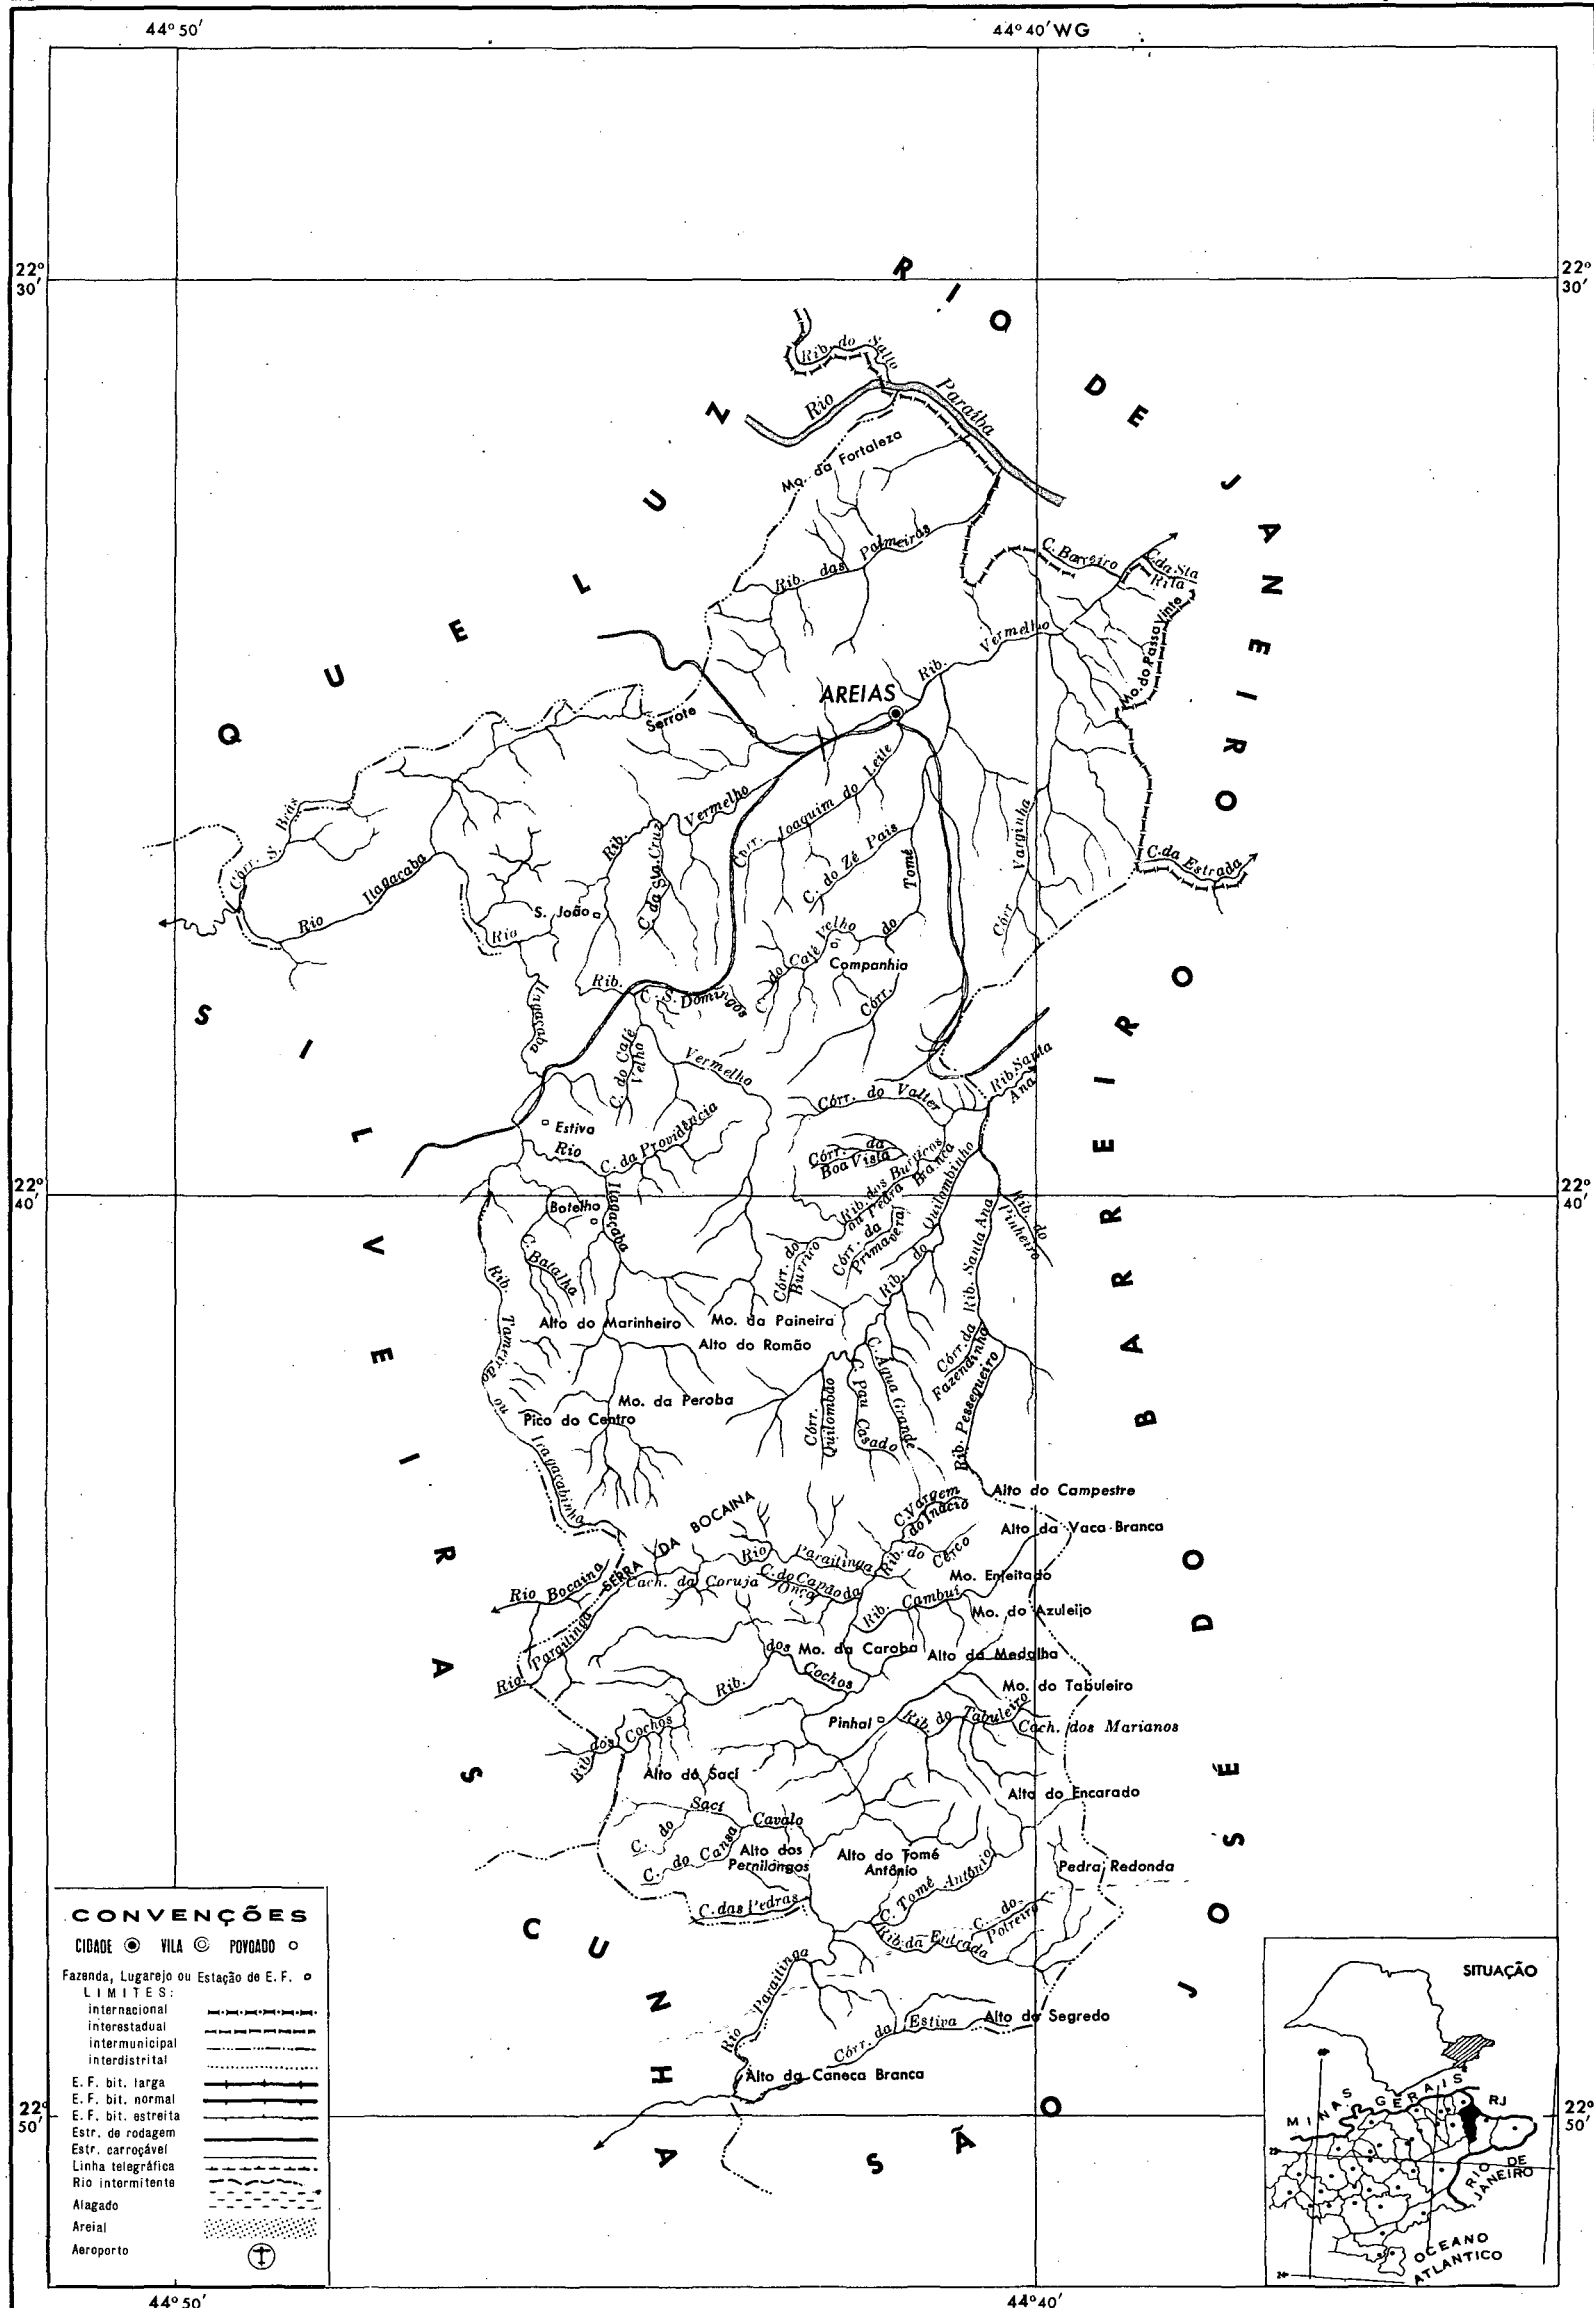 44° 50′
44° 40′ WG
22° 30′
22° 30′
RIO DE JANEIRO
Rib. do Salto
Rio Paraíba
QUELUZ
Mo. da Fortaleza
Rib. das Palmeiras
C. Barreiro
C. da Sta Rita
Mo. do Passa Vinte
Rib. Vermelho
AREIAS
Serrote
Córr. S. Brás
Rio Itagaçaba
Rib. Vermelho
Córr. Joaquim do Leite
C. do Zé Pais
C. da Sta. Cruz
Córr. Varginha
C. da Estrada
S. João
Rio Itagaçaba
Córr. do Tomé
C. do Café Velho
Companhia
Rib. Vermelho
C. S. Domingos
C. do Café Velho
Rib. Santa Ana
Córr. do Valter
Estiva
Rio Itagaçaba
C. da Providência
Córr. da Boa Vista
Rib. dos Burricos ou Pedra Branca
22° 40′
22° 40′
Botelho
C. Batalha
Córr. da Primavera
Córr. do Burrico
Rib. do Quilombinho
Rib. Santa Ana
Rib. do Pinheiro
SILVEIRAS
SÃO JOSÉ DO BARREIRO
Alto do Marinheiro
Mo. da Paineira
Alto do Romão
Córr. da Fazendinha
Rib. Pessegueiro
C. Agua Grande
C. Pau Casado
Córr. Quilombão
Mo. da Peroba
Pico do Centro
Rib.
ou
Alto do Campestre
C. Vargem do Inácio
Alto da Vaca Branca
SERRA DA BOCAINA
Rio Paraitinga
Rib. do Cêrco
Mo. Enfeitado
Rio Bocaina
Cach. da Coruja
C. do Capão da Onça
Rib. Cambuí
Mo. do Azuleijo
Rio Paraitinga
Rib. dos Cochos
Mo. da Caroba
Alto da Medalha
Mo. do Tabuleiro
Pinhal
Rib. do Tabuleiro
Cach. dos Marianos
Rib. dos Cochos
Alto do Sací
Alto do Encarado
C. do Sací
C. do Cansa Cavalo
Alto dos Pernilongos
Alto do Tomé Antônio
C. Tomé Antônio
Pedra Redonda
C. das Pedras
C. do Potreiro
Rib. da Entrada
CUNHA
Rio Paraitinga
Córr. da Estiva
Alto do Segredo
Alto da Caneca Branca
22° 50′
22° 50′
44° 50′
44° 40′
CONVENÇÕES
CIDADE VILA POVOADO
Fazenda, Lugarejo ou Estação de E. F.
LIMITES:
internacional
interestadual
intermunicipal
interdistrital
E. F. bit. larga
E. F. bit. normal
E. F. bit. estreita
Estr. de rodagem
Estr. carroçável
Linha telegráfica
Rio intermitente
Alagado
Areial
Aeroporto
SITUAÇÃO
MINAS GERAIS
RJ
RIO DE JANEIRO
OCEANO ATLANTICO